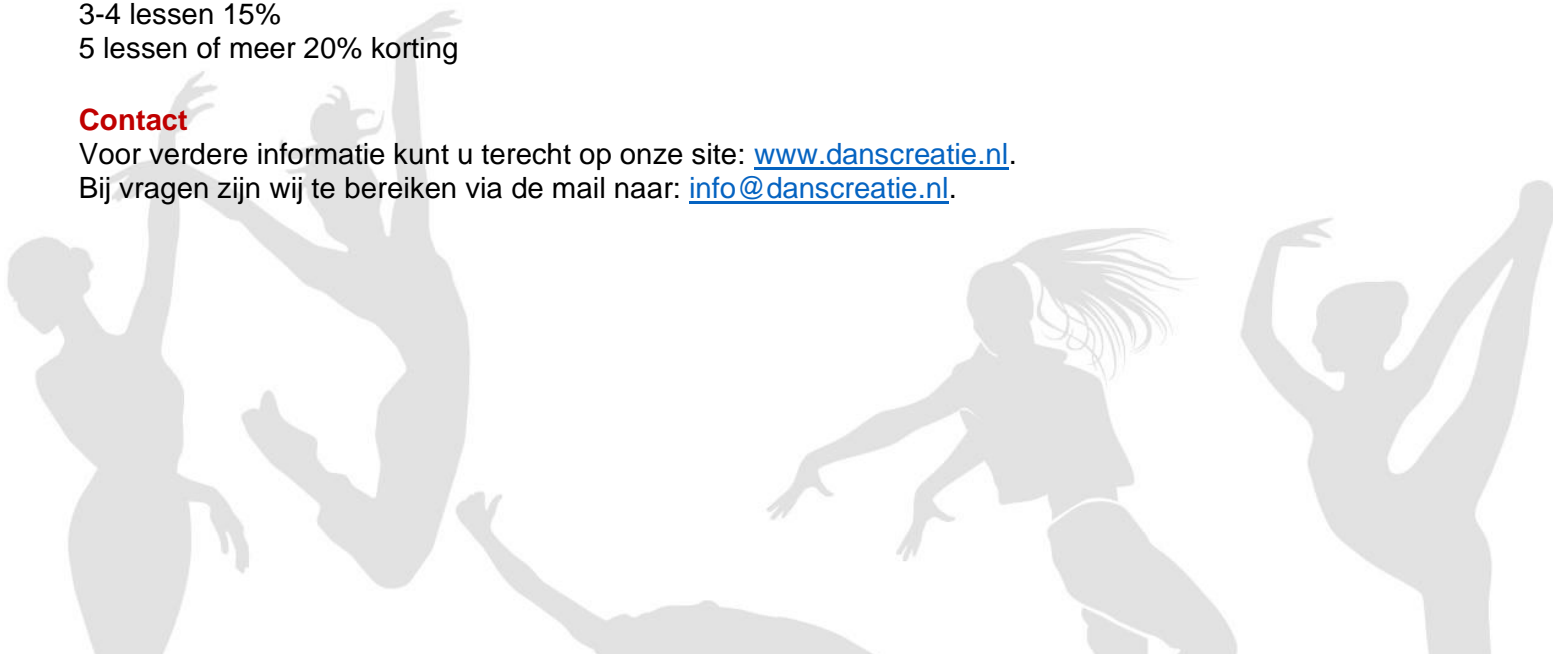 3-4 lessen 15%
5 lessen of meer 20% korting
Contact
Voor verdere informatie kunt u terecht op onze site: www.danscreatie.nl.
Bij vragen zijn wij te bereiken via de mail naar: info@danscreatie.nl.